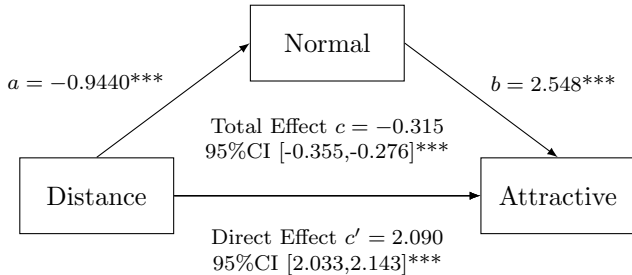 Normal
a = −0.9440***
b = 2.548***
Total Effect c = −0.315
95%CI [-0.355,-0.276]***
Distance
Attractive
Direct Effect c′ = 2.090
95%CI [2.033,2.143]***